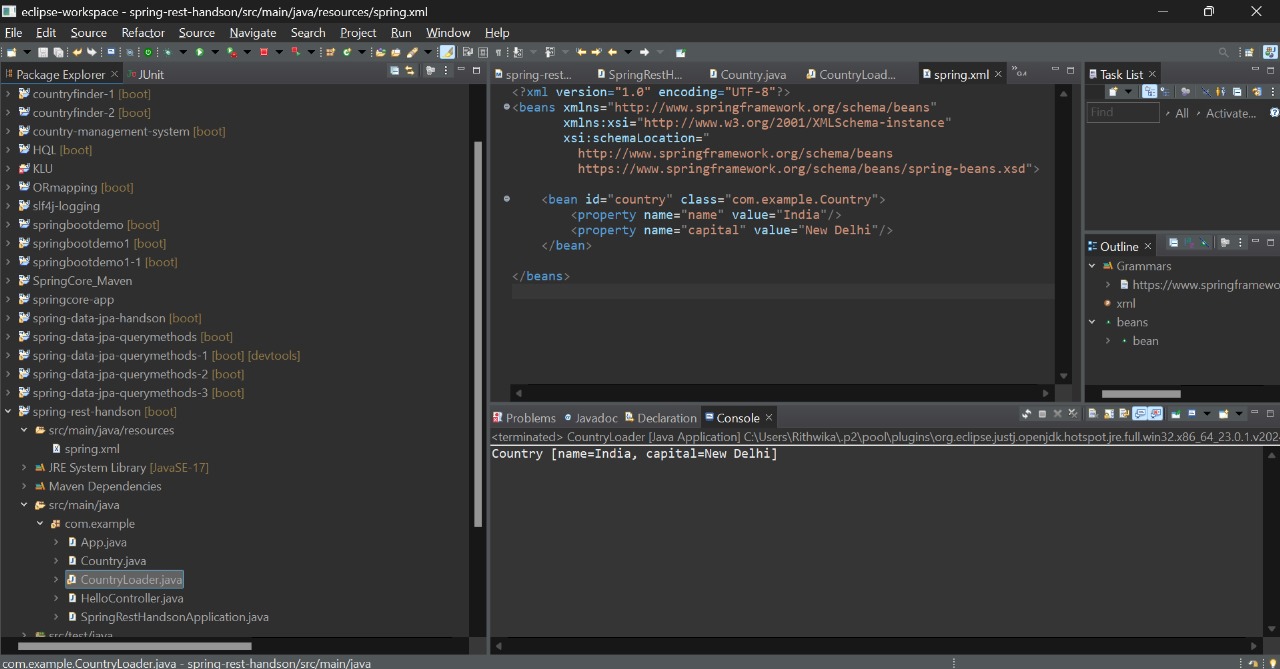 eclipse-workspace - spring-rest-handson/src/main/java/resources/spring.xml
File Edit Source Refactor Source Navigate Search Project Run Window Help
Package Explorer
JUnit
countryfinder-1 [boot]
countryfinder-2 [boot]
country-management-system [boot]
HQL [boot]
KLU
ORmapping [boot]
slf4j-logging
springbootdemo [boot]
springbootdemo1 [boot]
springbootdemo1-1 [boot]
SpringCore_Maven
springcore-app
spring-data-jpa-handson [boot]
spring-data-jpa-querymethods [boot]
spring-data-jpa-querymethods-1 [boot] [devtools]
spring-data-jpa-querymethods-2 [boot]
spring-data-jpa-querymethods-3 [boot]
spring-rest-handson [boot]
src/main/java/resources
spring.xml
JRE System Library [JavaSE-17]
Maven Dependencies
src/main/java
com.example
App.java
Country.java
CountryLoader.java
HelloController.java
SpringRestHandsonApplication.java
src/test/java
spring-rest... SpringRestH... Country.java CountryLoad... spring.xml
<?xml version="1.0" encoding="UTF-8"?>
<beans xmlns="http://www.springframework.org/schema/beans"
xmlns:xsi="http://www.w3.org/2001/XMLSchema-instance"
xsi:schemaLocation="
http://www.springframework.org/schema/beans
https://www.springframework.org/schema/beans/spring-beans.xsd">
<bean id="country" class="com.example.Country">
<property name="name" value="India"/>
<property name="capital" value="New Delhi"/>
</bean>
</beans>
Task List
Find
All
Activate...
Outline
Grammars
https://www.springframewo
xml
beans
bean
Problems Javadoc Declaration Console
<terminated> CountryLoader [Java Application] C:\Users\Rithwika\.p2\pool\plugins\org.eclipse.justj.openjdk.hotspot.jre.full.win32.x86_64_23.0.1.v202
Country [name=India, capital=New Delhi]
com.example.CountryLoader.java - spring-rest-handson/src/main/java